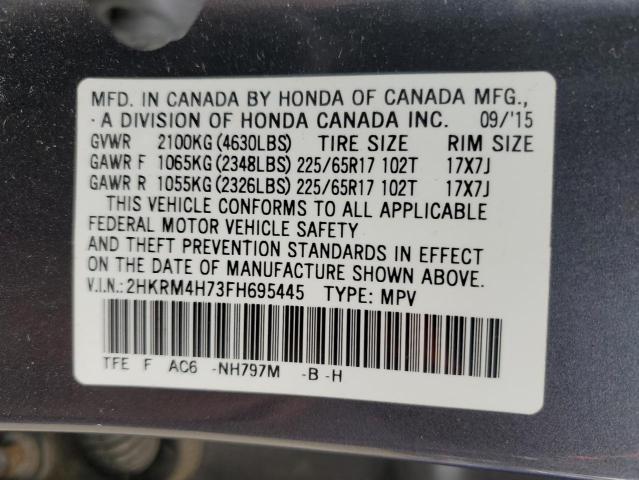 MFD. IN CANADA BY HONDA OF CANADA MFG.,
A DIVISION OF HONDA CANADA INC. 09/'15
GVWR 2100KG (4630LBS) TIRE SIZE RIM SIZE
GAWR F 1065KG (2348LBS) 225/65R17 102T 17X7J
GAWR R 1055KG (2326LBS) 225/65R17 102T 17X7J
THIS VEHICLE CONFORMS TO ALL APPLICABLE
FEDERAL MOTOR VEHICLE SAFETY
AND THEFT PREVENTION STANDARDS IN EFFECT
ON THE DATE OF MANUFACTURE SHOWN ABOVE.
V.I.N.: 2HKRM4H73FH695445 TYPE: MPV
TFE F AC6 -NH797M -B -H